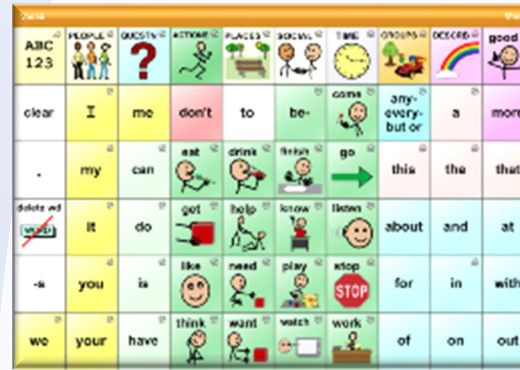 ABC 123 PEOPLE QUESTN ACTIONS PLACES SOCIAL TIME GROUPS DESCRB good
clear I me don't to be- come any- every- but or a more
. my can eat drink finish go this the that
delete wd WORD it do get help know listen about and at
-s you is like need play stop STOP for in with
we your have think want watch work of on out